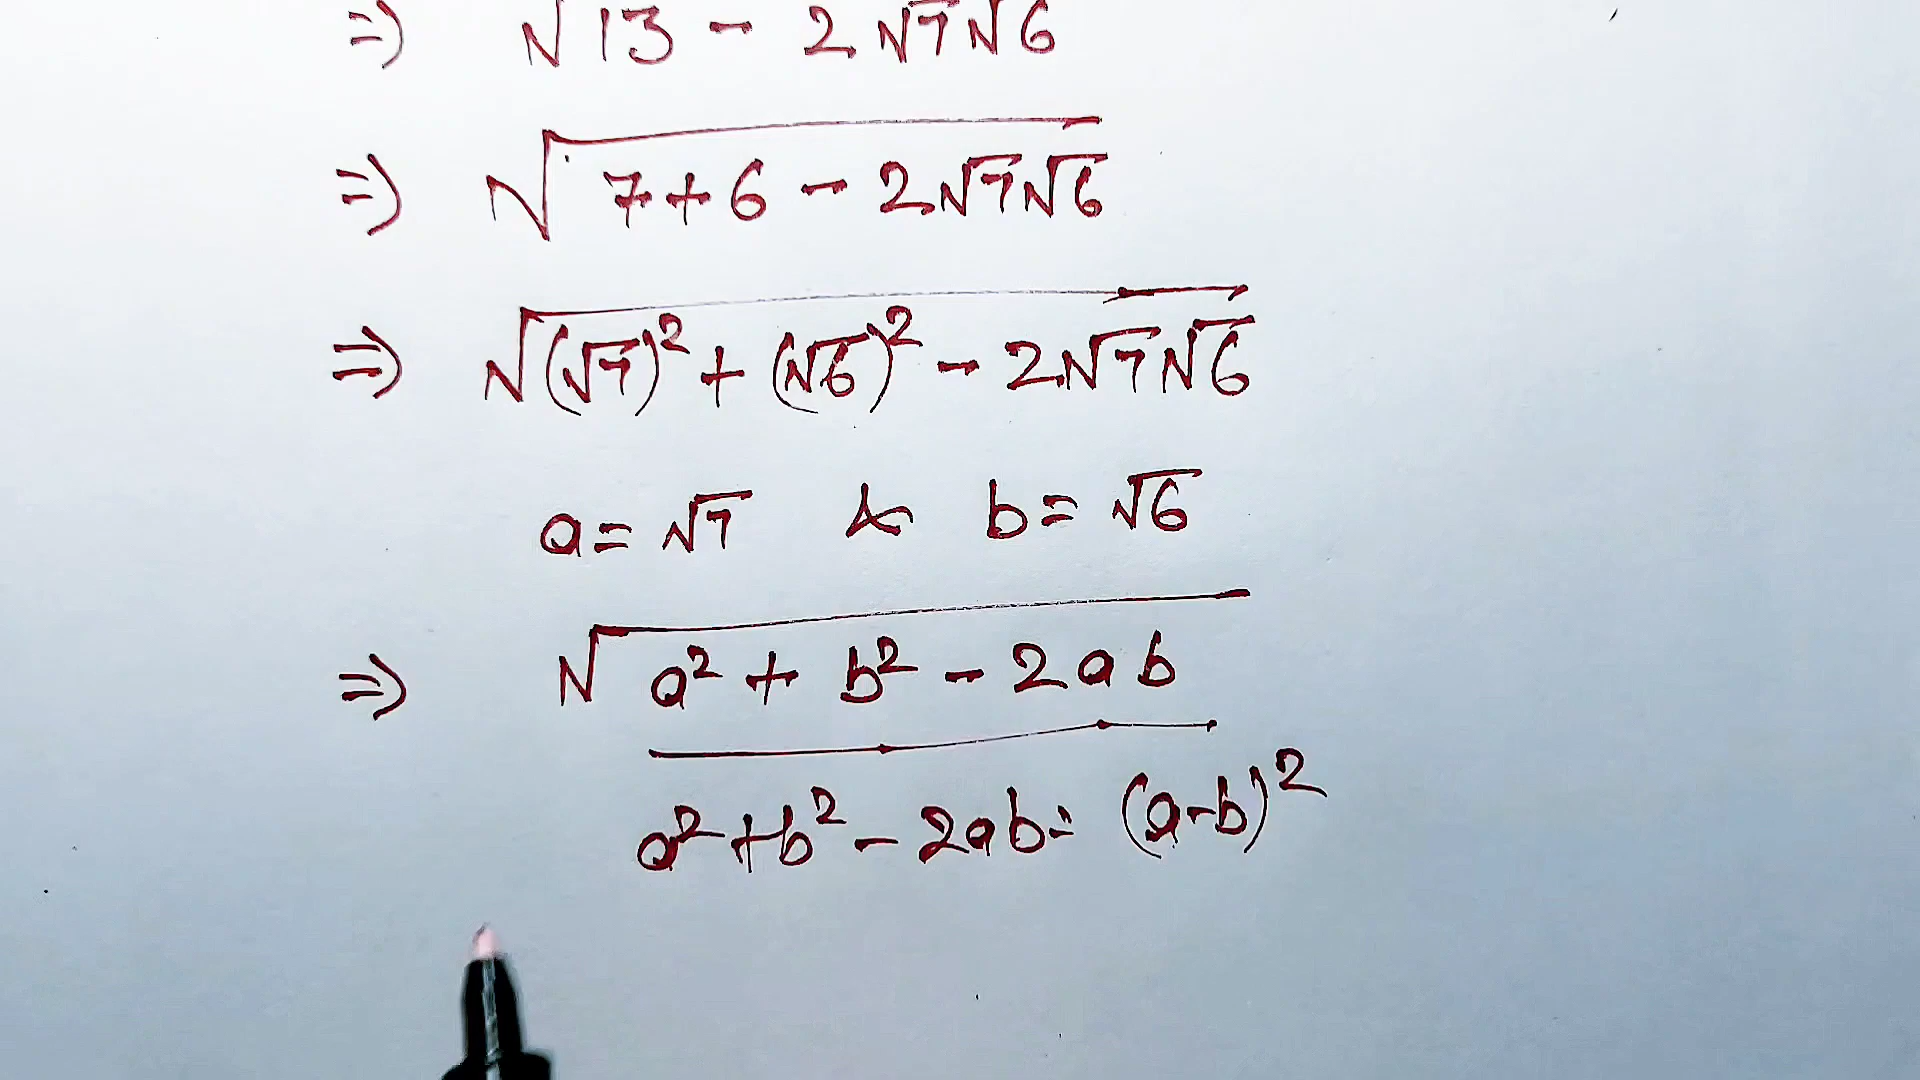 =) √13 - 2√7√6
=) √7+6 - 2√7√6
=) √(√7)² + (√6)² - 2√7√6
a = √7 & b = √6
=) √a² + b² - 2ab
a² + b² - 2ab = (a-b)²